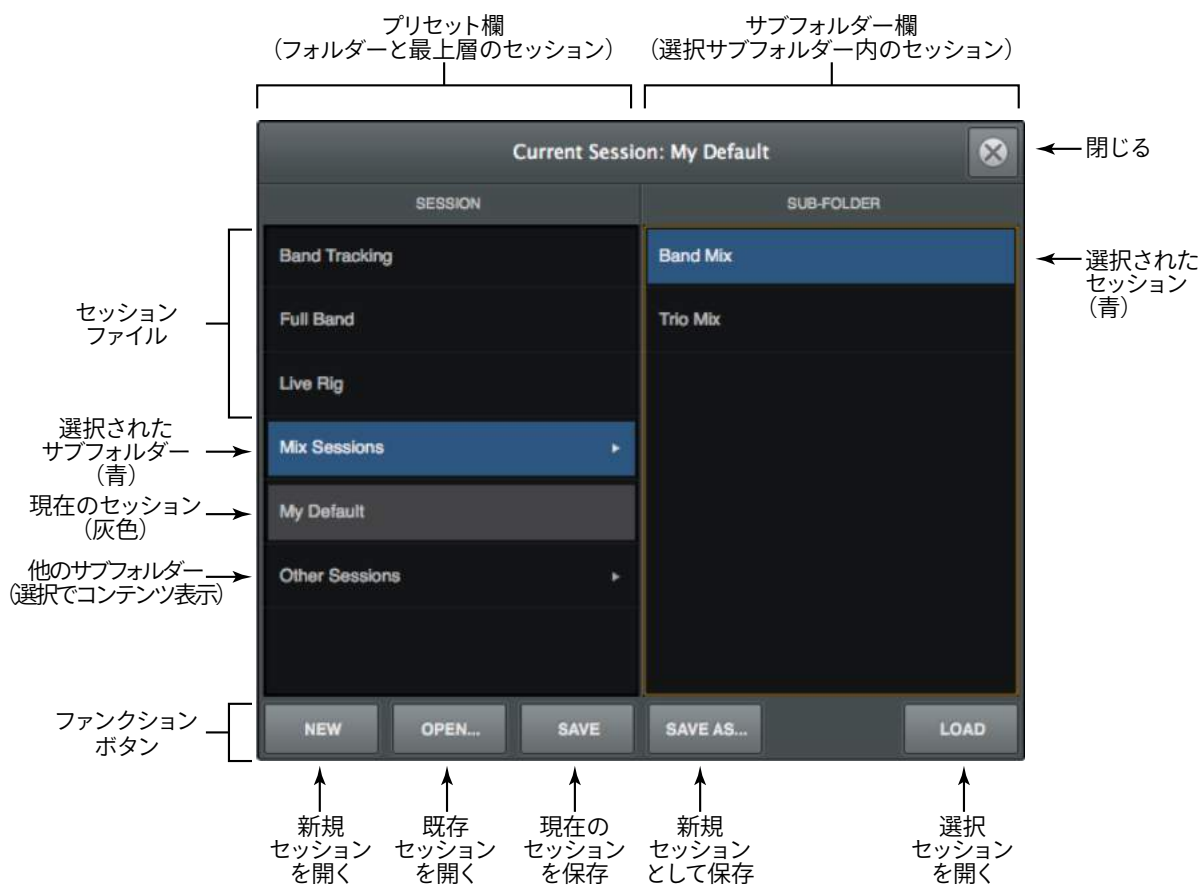 プリセット欄
（フォルダーと最上層のセッション）
サブフォルダー欄
（選択サブフォルダー内のセッション）
Current Session: My Default
閉じる
SESSION
SUB-FOLDER
セッション
ファイル
Band Tracking
Full Band
Live Rig
Band Mix
Trio Mix
選択された
セッション
（青）
選択された
サブフォルダー
（青）
Mix Sessions
現在のセッション
（灰色）
My Default
他のサブフォルダー
（選択でコンテンツ表示）
Other Sessions
ファンクション
ボタン
NEW
OPEN...
SAVE
SAVE AS...
LOAD
新規
セッション
を開く
既存
セッション
を開く
現在の
セッション
を保存
新規
セッション
として保存
選択
セッション
を開く